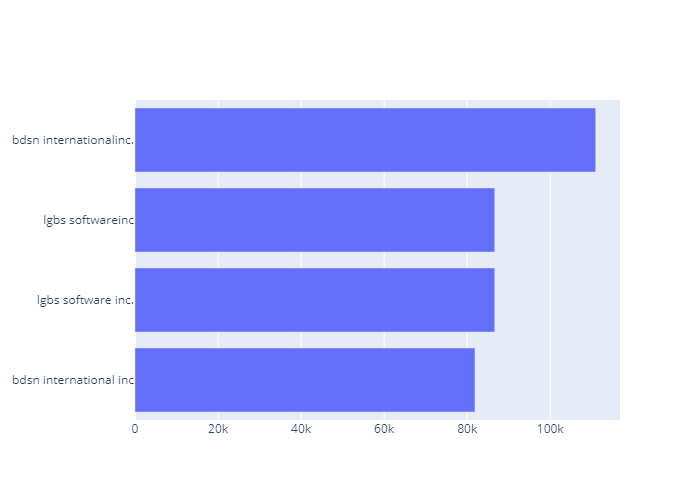 bdsn internationalinc.
lgbs softwareinc
lgbs software inc.
bdsn international inc
0 20k 40k 60k 80k 100k